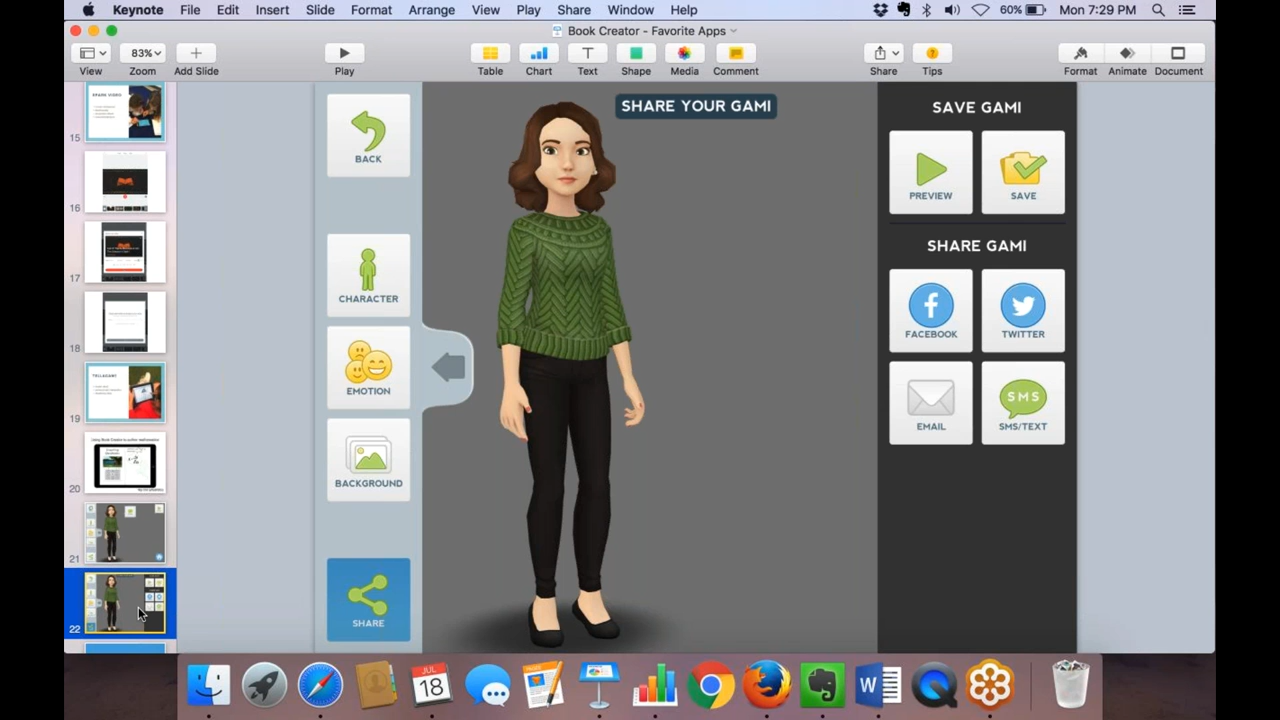 Keynote File Edit Insert Slide Format Arrange View Play Share Window Help 60% Mon 7:29 PM
Book Creator - Favorite Apps
83%
View Zoom Add Slide Play Table Chart Text Shape Media Comment Share Tips Format Animate Document
SHARE YOUR GAMI
BACK
CHARACTER
EMOTION
BACKGROUND
SHARE
SAVE GAMI
PREVIEW SAVE
SHARE GAMI
FACEBOOK TWITTER
SMS
EMAIL SMS/TEXT
15
16
17
18
19
20
21
22
JUL
18